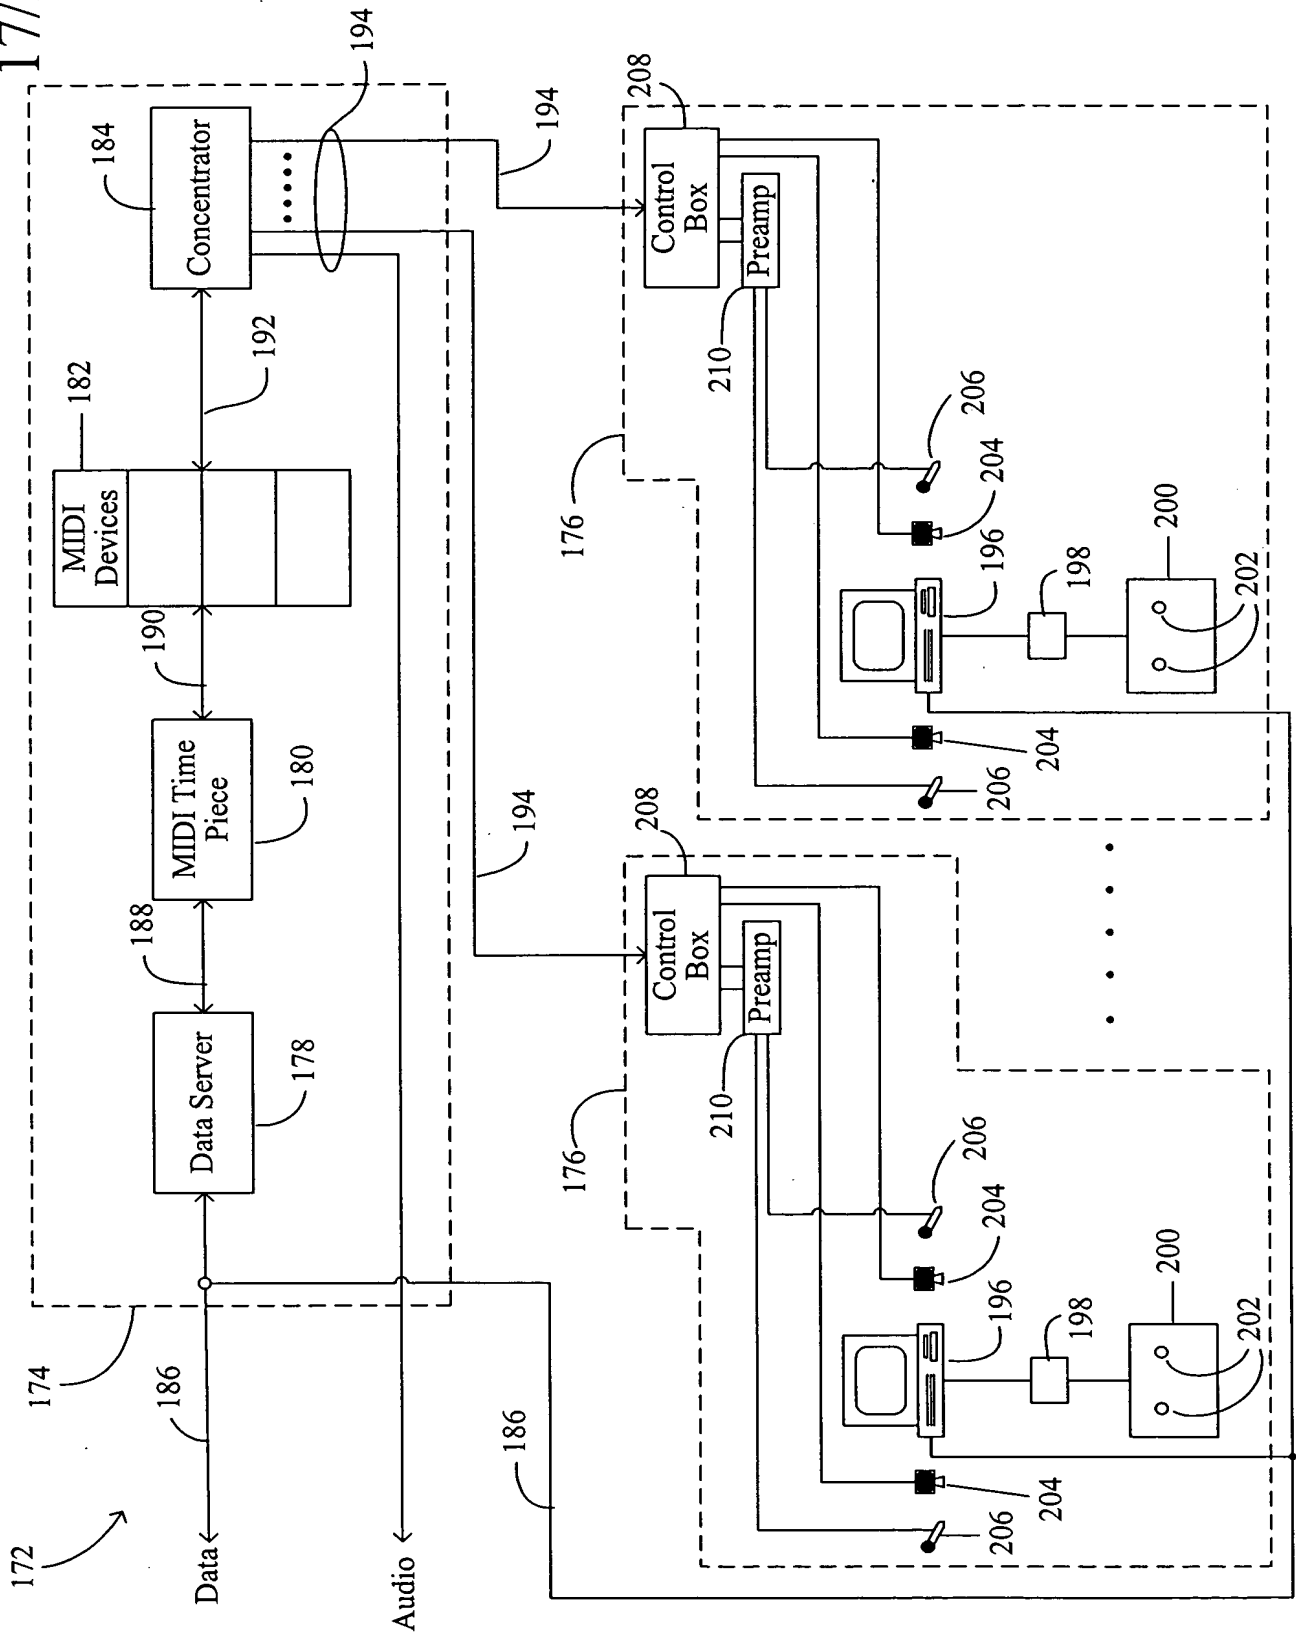 17/
172
174
186
Data
Audio
Data Server
178
188
MIDI Time
Piece
180
190
MIDI
Devices
182
192
Concentrator
184
194
194
194
186
176
Control
Box
208
Preamp
210
206
204
196
206
204
198
200
202
176
Control
Box
208
Preamp
210
206
204
196
206
204
198
200
202